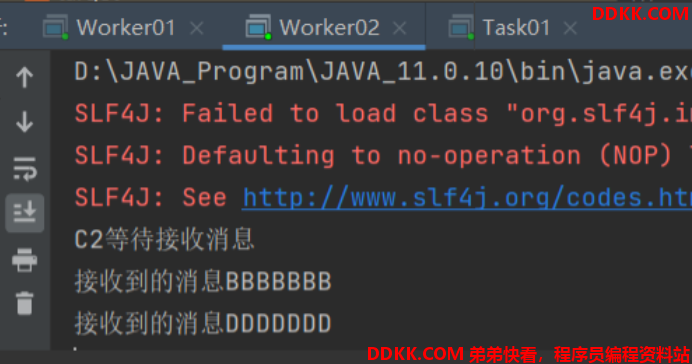 DDKK.COM
Worker01 Worker02 Task01
D:\JAVA_Program\JAVA_11.0.10\bin\java.ex
SLF4J: Failed to load class "org.slf4j.i
SLF4J: Defaulting to no-operation (NOP)
SLF4J: See http://www.slf4j.org/codes.ht
C2等待接收消息
接收到的消息BBBBBBB
接收到的消息DDDDDDD
DDKK.COM 弟弟快看，程序员编程资料站